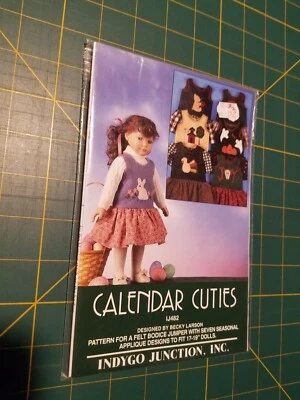 CALENDAR CUTIES
IJ482
DESIGNED BY BECKY LARSON
PATTERN FOR A FELT BODICE JUMPER WITH SEVEN SEASONAL
APPLIQUE DESIGNS TO FIT 17-19" DOLLS.
INDYGO JUNCTION, INC.